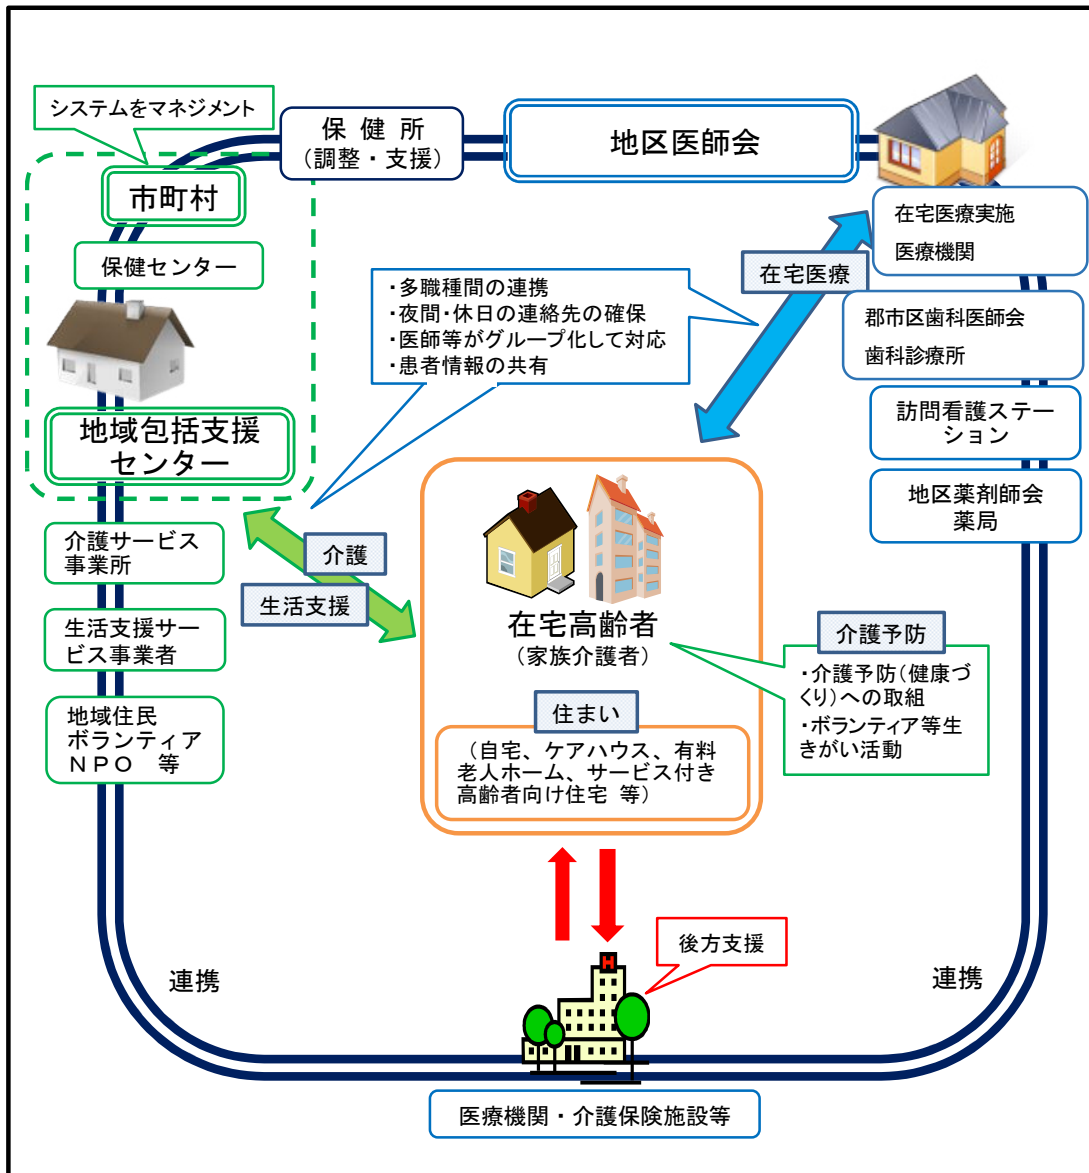 システムをマネジメント
保 健 所
（調整・支援）
地区医師会
市町村
保健センター
在宅医療実施
医療機関
在宅医療
・多職種間の連携
・夜間・休日の連絡先の確保
・医師等がグループ化して対応
・患者情報の共有
郡市区歯科医師会
歯科診療所
地域包括支援
センター
訪問看護ステー
ション
地区薬剤師会
薬局
介護サービス
事業所
介護
生活支援
生活支援サー
ビス事業者
在宅高齢者
（家族介護者）
介護予防
・介護予防（健康づ
くり）への取組
・ボランティア等生
きがい活動
地域住民
ボランティア
ＮＰＯ　等
住まい
（自宅、ケアハウス、有料
老人ホーム、サービス付き
高齢者向け住宅 等）
後方支援
H
連携
連携
医療機関・介護保険施設等